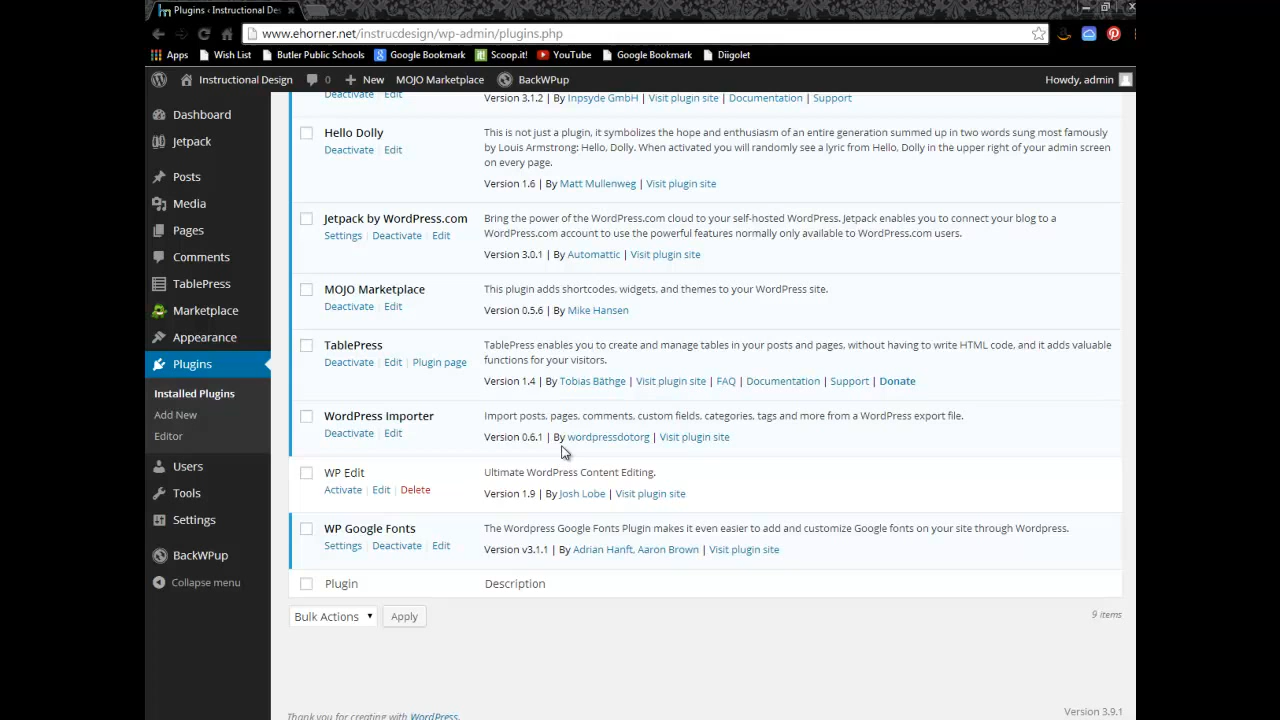 Plugins ‹ Instructional Des
www.ehorner.net/instrucdesign/wp-admin/plugins.php
Apps Wish List Butler Public Schools Google Bookmark Scoop.it! YouTube Google Bookmark Diigolet
Instructional Design 0 New MOJO Marketplace BackWPup Howdy, admin
Dashboard
Jetpack
Posts
Media
Pages
Comments
TablePress
Marketplace
Appearance
Plugins
Installed Plugins
Add New
Editor
Users
Tools
Settings
BackWPup
Collapse menu
Deactivate | Edit
Version 3.1.2 | By Inpsyde GmbH | Visit plugin site | Documentation | Support
Hello Dolly
Deactivate | Edit
This is not just a plugin, it symbolizes the hope and enthusiasm of an entire generation summed up in two words sung most famously
by Louis Armstrong: Hello, Dolly. When activated you will randomly see a lyric from Hello, Dolly in the upper right of your admin screen
on every page.
Version 1.6 | By Matt Mullenweg | Visit plugin site
Jetpack by WordPress.com
Settings | Deactivate | Edit
Bring the power of the WordPress.com cloud to your self-hosted WordPress. Jetpack enables you to connect your blog to a
WordPress.com account to use the powerful features normally only available to WordPress.com users.
Version 3.0.1 | By Automattic | Visit plugin site
MOJO Marketplace
Deactivate | Edit
This plugin adds shortcodes, widgets, and themes to your WordPress site.
Version 0.5.6 | By Mike Hansen
TablePress
Deactivate | Edit | Plugin page
TablePress enables you to create and manage tables in your posts and pages, without having to write HTML code, and it adds valuable
functions for your visitors.
Version 1.4 | By Tobias Bäthge | Visit plugin site | FAQ | Documentation | Support | Donate
WordPress Importer
Deactivate | Edit
Import posts, pages, comments, custom fields, categories, tags and more from a WordPress export file.
Version 0.6.1 | By wordpressdotorg | Visit plugin site
WP Edit
Activate | Edit | Delete
Ultimate WordPress Content Editing.
Version 1.9 | By Josh Lobe | Visit plugin site
WP Google Fonts
Settings | Deactivate | Edit
The Wordpress Google Fonts Plugin makes it even easier to add and customize Google fonts on your site through Wordpress.
Version v3.1.1 | By Adrian Hanft, Aaron Brown | Visit plugin site
Plugin Description
Bulk Actions Apply 9 items
Thank you for creating with WordPress. Version 3.9.1